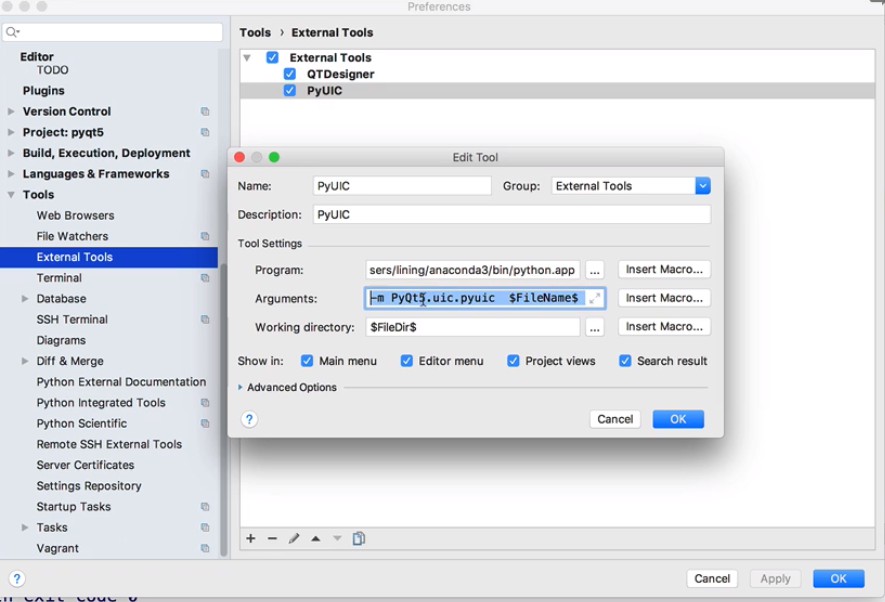 Preferences
Editor
TODO
Plugins
Version Control
Project: pyqt5
Build, Execution, Deployment
Languages & Frameworks
Tools
Web Browsers
File Watchers
External Tools
Terminal
Database
SSH Terminal
Diagrams
Diff & Merge
Python External Documentation
Python Integrated Tools
Python Scientific
Remote SSH External Tools
Server Certificates
Settings Repository
Startup Tasks
Tasks
Vagrant
Tools › External Tools
External Tools
QTDesigner
PyUIC
Edit Tool
Name: PyUIC Group: External Tools
Description: PyUIC
Tool Settings
Program: sers/lining/anaconda3/bin/python.app ... Insert Macro...
Arguments: -m PyQt5.uic.pyuic $FileName$ Insert Macro...
Working directory: $FileDir$ ... Insert Macro...
Show in: Main menu Editor menu Project views Search result
Advanced Options
? Cancel OK
? Cancel Apply OK
exit code 0